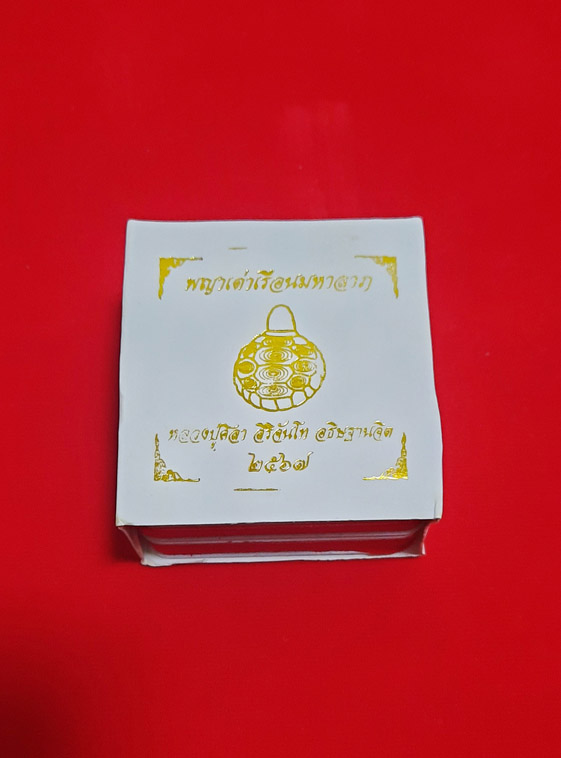 พญาเต่าเรือนมหาลาภ
หลวงปู่ศิลา สิริจันโท อธิษฐานจิต
๒๕๖๗